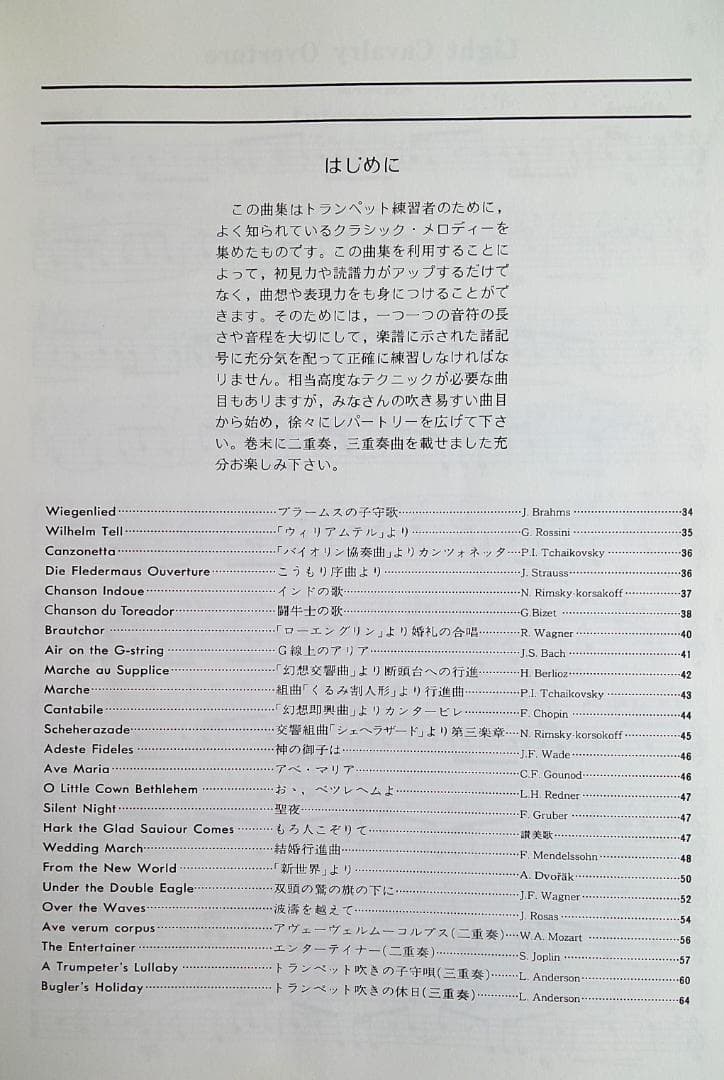 はじめに
この曲集はトランペット練習者のために,
よく知られているクラシック・メロディーを
集めたものです。この曲集を利用することに
よって, 初見力や読譜力がアップするだけで
なく, 曲想や表現力をも身につけることがで
きます。そのためには, 一つ一つの音符の長
さや音程を大切にして, 楽譜に示された諸記
号に充分気を配って正確に練習しなければな
りません。相当高度なテクニックが必要な曲
目もありますが, みなさんの吹き易すい曲目
から始め, 徐々にレパートリーを広げて下さ
い。巻末に二重奏, 三重奏曲を載せました充
分お楽しみ下さい。
Wiegenlied……ブラームスの子守歌……J. Brahms……34
Wilhelm Tell……「ウィリアムテル」より……G. Rossini……35
Canzonetta……「バイオリン協奏曲」よりカンツォネッタ…P.I. Tchaikovsky……36
Die Fledermaus Ouverture……こうもり序曲より……J. Strauss……36
Chanson Indoue……インドの歌……N. Rimsky-korsakoff……37
Chanson du Toreador……闘牛士の歌……G.Bizet……38
Brautchor……「ローエングリン」より婚礼の合唱……R. Wagner……40
Air on the G-string……G線上のアリア……J.S. Bach……41
Marche au Supplice……「幻想交響曲」より断頭台への行進……H. Berlioz……42
Marche……組曲「くるみ割人形」より行進曲……P.I. Tchaikovsky……43
Cantabile……「幻想即興曲」よりカンタービレ……F. Chopin……44
Scheherazade……交響組曲「シェヘラザード」より第三楽章…N. Rimsky-korsokoff……45
Adeste Fideles……神の御子は……J.F. Wade……46
Ave Maria……アベ・マリア……C.F. Gounod……46
O Little Cown Bethlehem……おゝ, ベツレヘムよ……L.H. Redner……47
Silent Night……聖夜……F. Gruber……47
Hark the Glad Sauiour Comes……もろ人こぞりて……讃美歌……47
Wedding March……結婚行進曲……F. Mendelssohn……48
From the New World……「新世界」より……A. Dvořák……50
Under the Double Eagle……双頭の鷲の旗の下に……J.F. Wagner……52
Over the Waves……波濤を越えて……J. Rosas……54
Ave verum corpus……アヴェーヴェルムーコルプス(二重奏)…W.A. Mozart……56
The Entertainer……エンターテイナー(二重奏)……S. Joplin……57
A Trumpeter's Lullaby……トランペット吹きの子守唄(三重奏)……L. Anderson……60
Bugler's Holiday……トランペット吹きの休日(三重奏)……L. Anderson……64